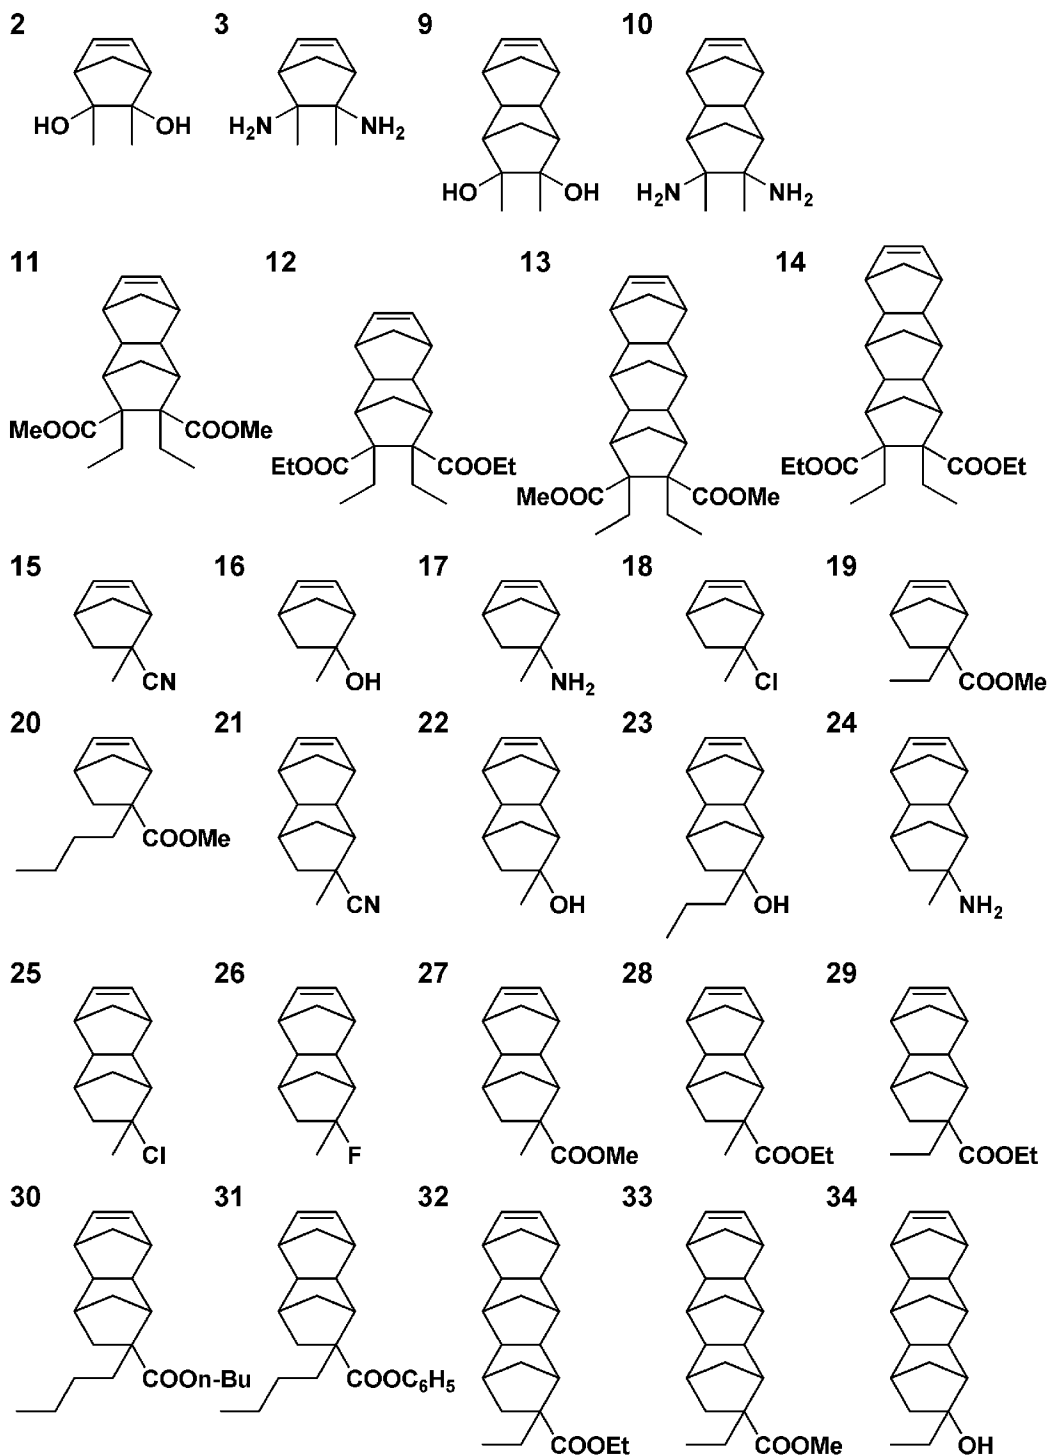 2 3 9 10
HO OH H2N NH2
HO OH H2N NH2
11 12 13 14
MeOOC COOMe
EtOOC COOEt EtOOC COOEt
MeOOC COOMe
15 16 17 18 19
CN OH NH2 Cl COOMe
20 21 22 23 24
COOMe
CN OH OH NH2
25 26 27 28 29
Cl F COOMe COOEt COOEt
30 31 32 33 34
COOn-Bu COOC6H5
COOEt COOMe OH